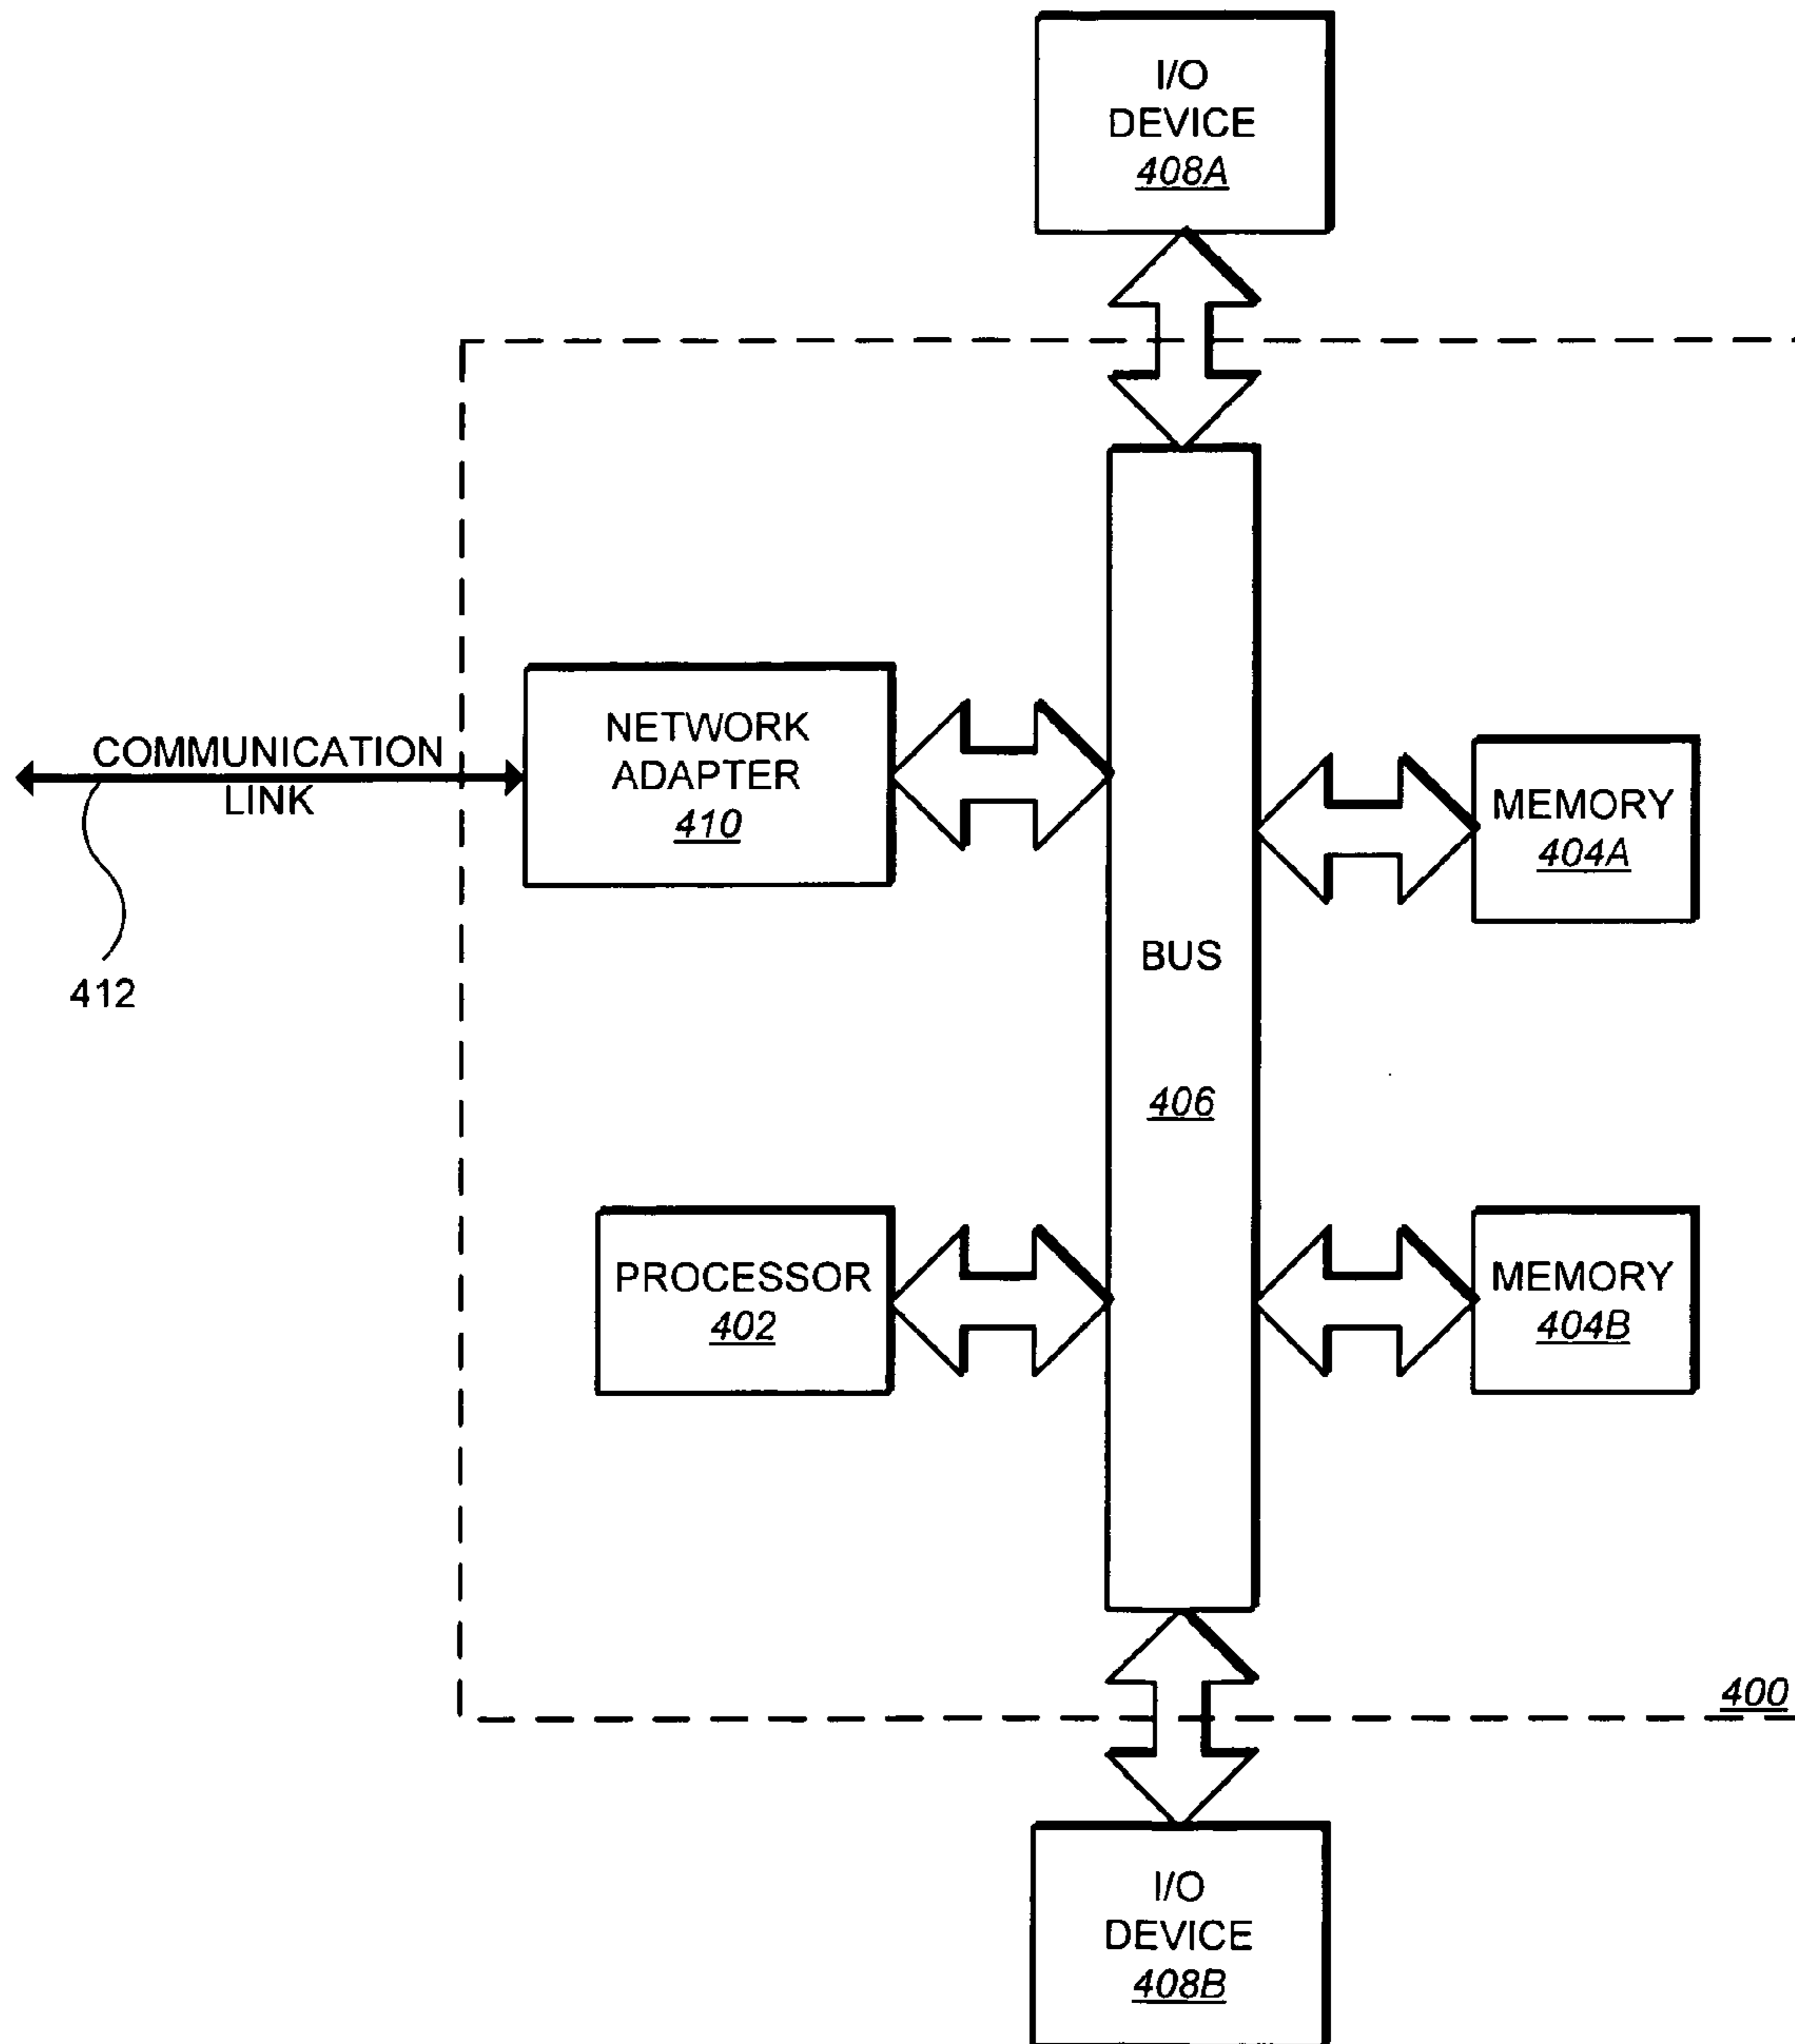 I/O
DEVICE
408A
COMMUNICATION
LINK
412
NETWORK
ADAPTER
410
MEMORY
404A
BUS
406
PROCESSOR
402
MEMORY
404B
400
I/O
DEVICE
408B